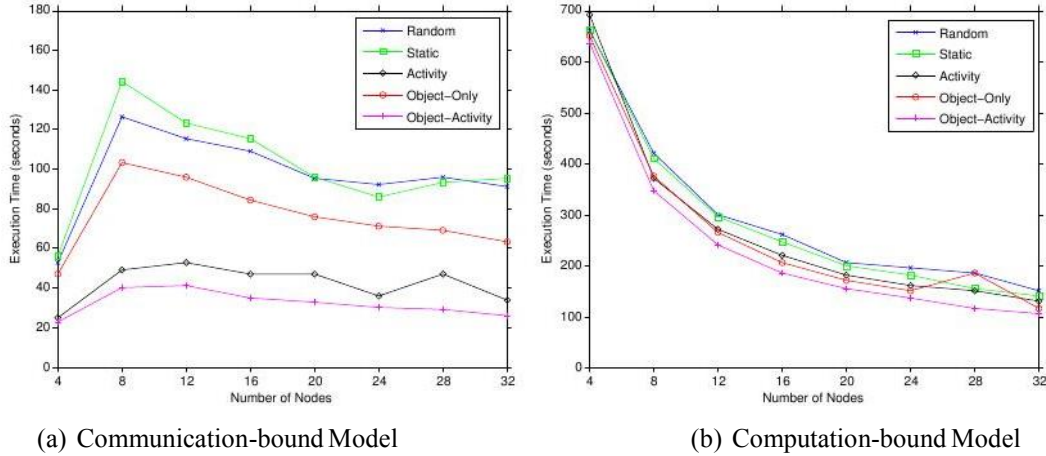 180
160
140
120
100
80
60
40
20
0
Execution Time (seconds)
4 8 12 16 20 24 28 32
Number of Nodes
Random
Static
Activity
Object-Only
Object-Activity
(a) Communication-bound Model
700
600
500
400
300
200
100
0
Execution Time (seconds)
4 8 12 16 20 24 28 32
Number of Nodes
Random
Static
Activity
Object-Only
Object-Activity
(b) Computation-bound Model